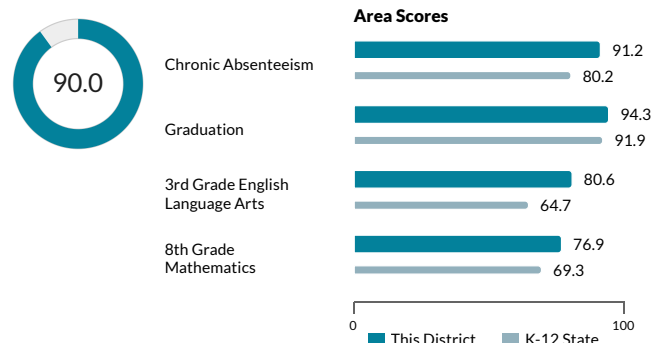 Area Scores
90.0
Chronic Absenteeism
91.2
80.2
Graduation
94.3
91.9
3rd Grade English
Language Arts
80.6
64.7
8th Grade
Mathematics
76.9
69.3
0
100
This District
K-12 State